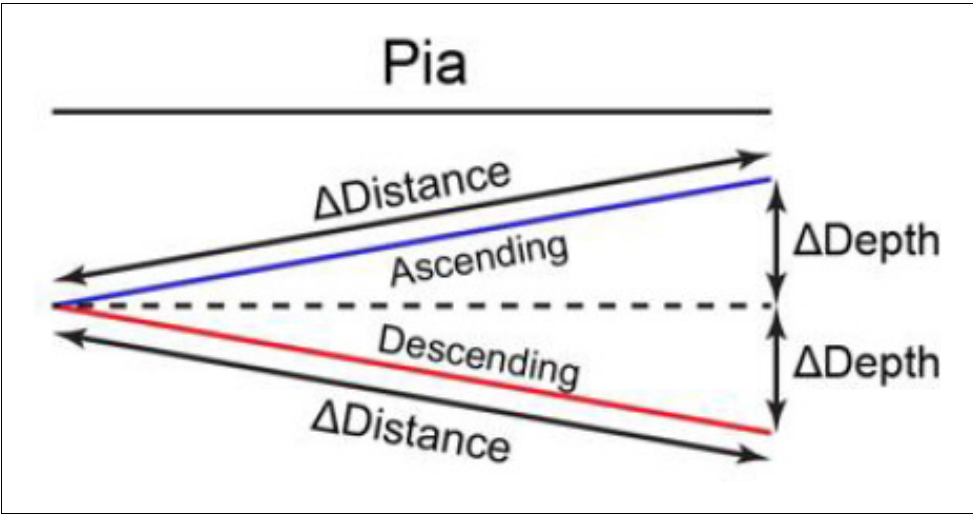 Pia
ΔDistance
Ascending
ΔDepth
Descending
ΔDepth
ΔDistance